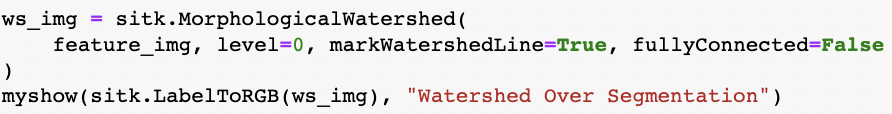 ws_img = sitk.MorphologicalWatershed(
    feature_img, level=0, markWatershedLine=True, fullyConnected=False
)
myshow(sitk.LabelToRGB(ws_img), "Watershed Over Segmentation")